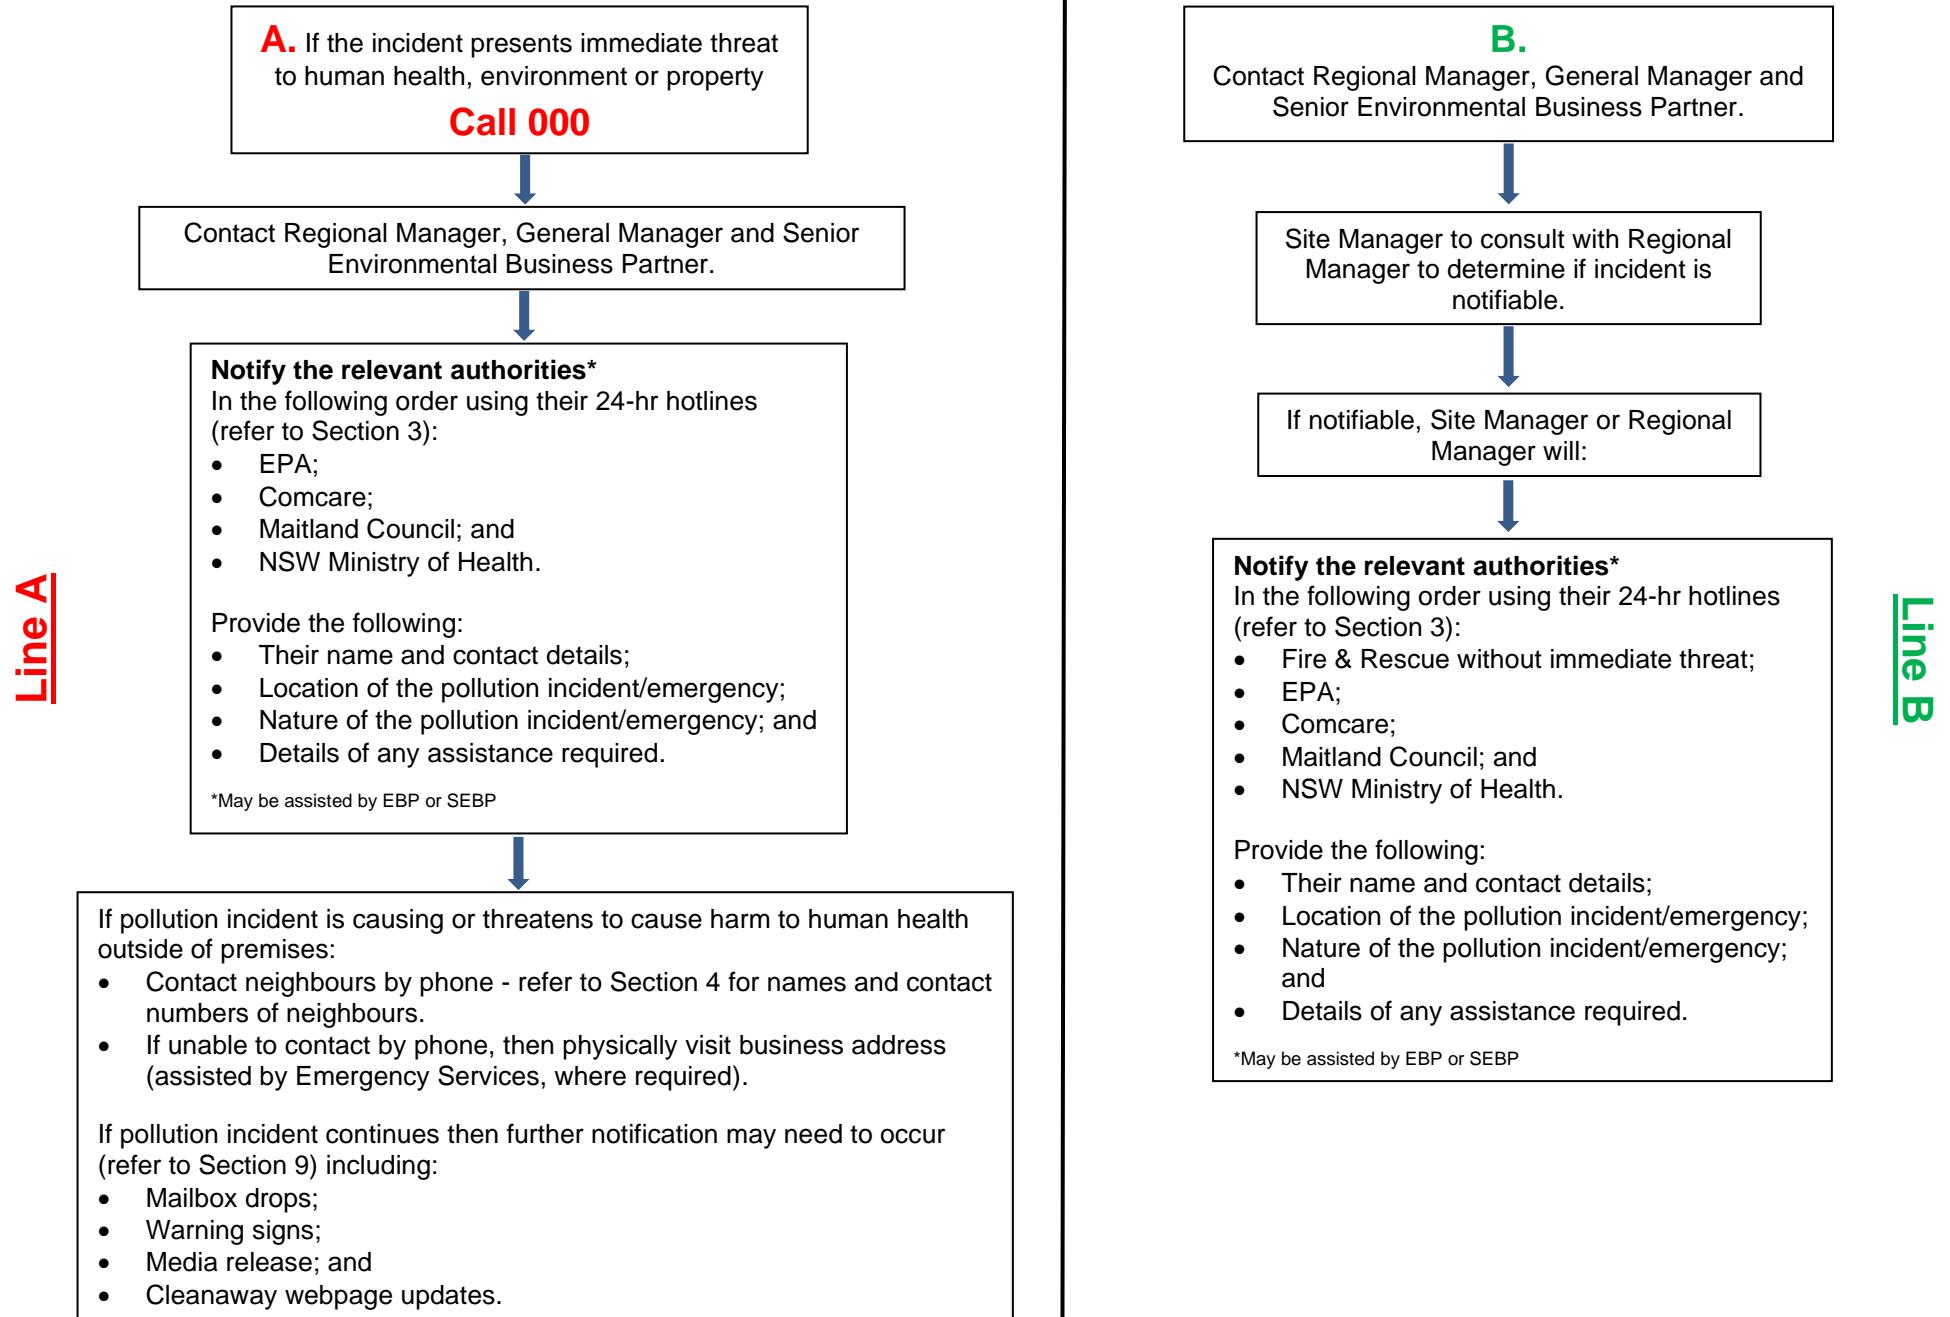 A. If the incident presents immediate threat
to human health, environment or property
Call 000
Contact Regional Manager, General Manager and Senior
Environmental Business Partner.
Notify the relevant authorities*
In the following order using their 24-hr hotlines
(refer to Section 3):
• EPA;
• Comcare;
• Maitland Council; and
• NSW Ministry of Health.
Provide the following:
• Their name and contact details;
• Location of the pollution incident/emergency;
• Nature of the pollution incident/emergency; and
• Details of any assistance required.
*May be assisted by EBP or SEBP
If pollution incident is causing or threatens to cause harm to human health
outside of premises:
• Contact neighbours by phone - refer to Section 4 for names and contact
numbers of neighbours.
• If unable to contact by phone, then physically visit business address
(assisted by Emergency Services, where required).
If pollution incident continues then further notification may need to occur
(refer to Section 9) including:
• Mailbox drops;
• Warning signs;
• Media release; and
• Cleanaway webpage updates.
Line A
B.
Contact Regional Manager, General Manager and
Senior Environmental Business Partner.
Site Manager to consult with Regional
Manager to determine if incident is
notifiable.
If notifiable, Site Manager or Regional
Manager will:
Notify the relevant authorities*
In the following order using their 24-hr hotlines
(refer to Section 3):
• Fire & Rescue without immediate threat;
• EPA;
• Comcare;
• Maitland Council; and
• NSW Ministry of Health.
Provide the following:
• Their name and contact details;
• Location of the pollution incident/emergency;
• Nature of the pollution incident/emergency;
and
• Details of any assistance required.
*May be assisted by EBP or SEBP
Line B